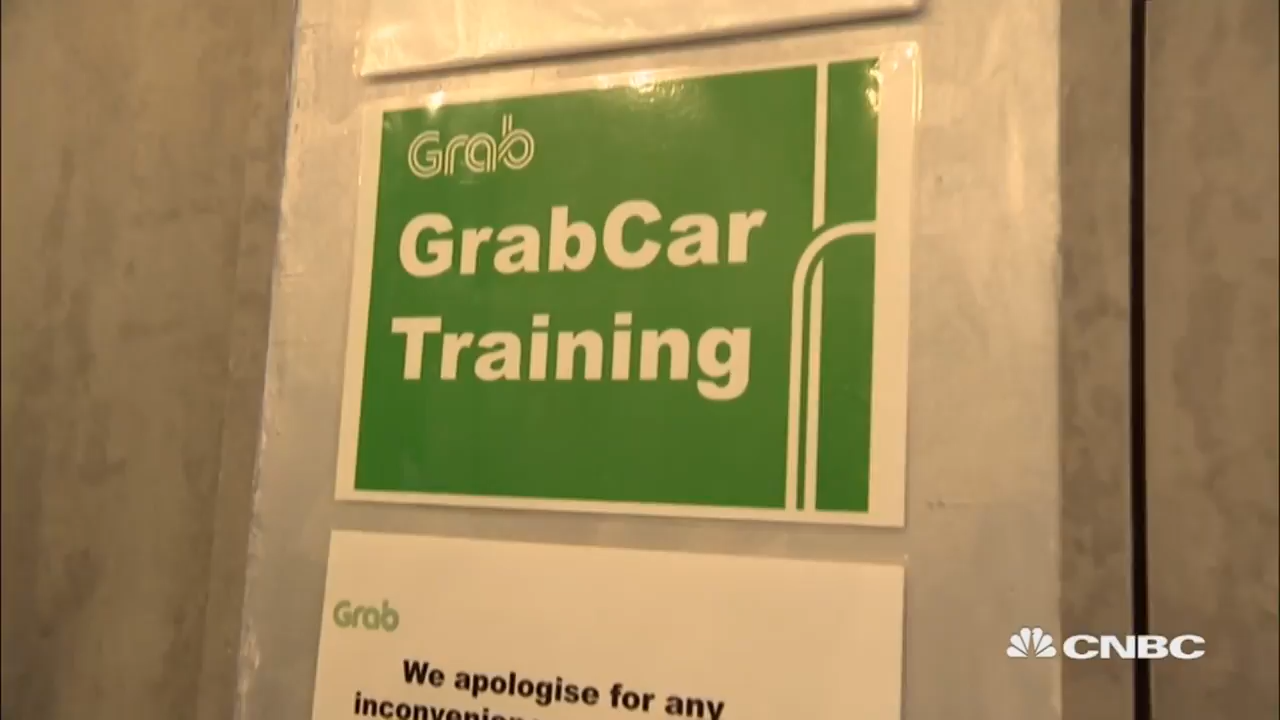 Grab
GrabCar
Training
Grab
We apologise for any
CNBC